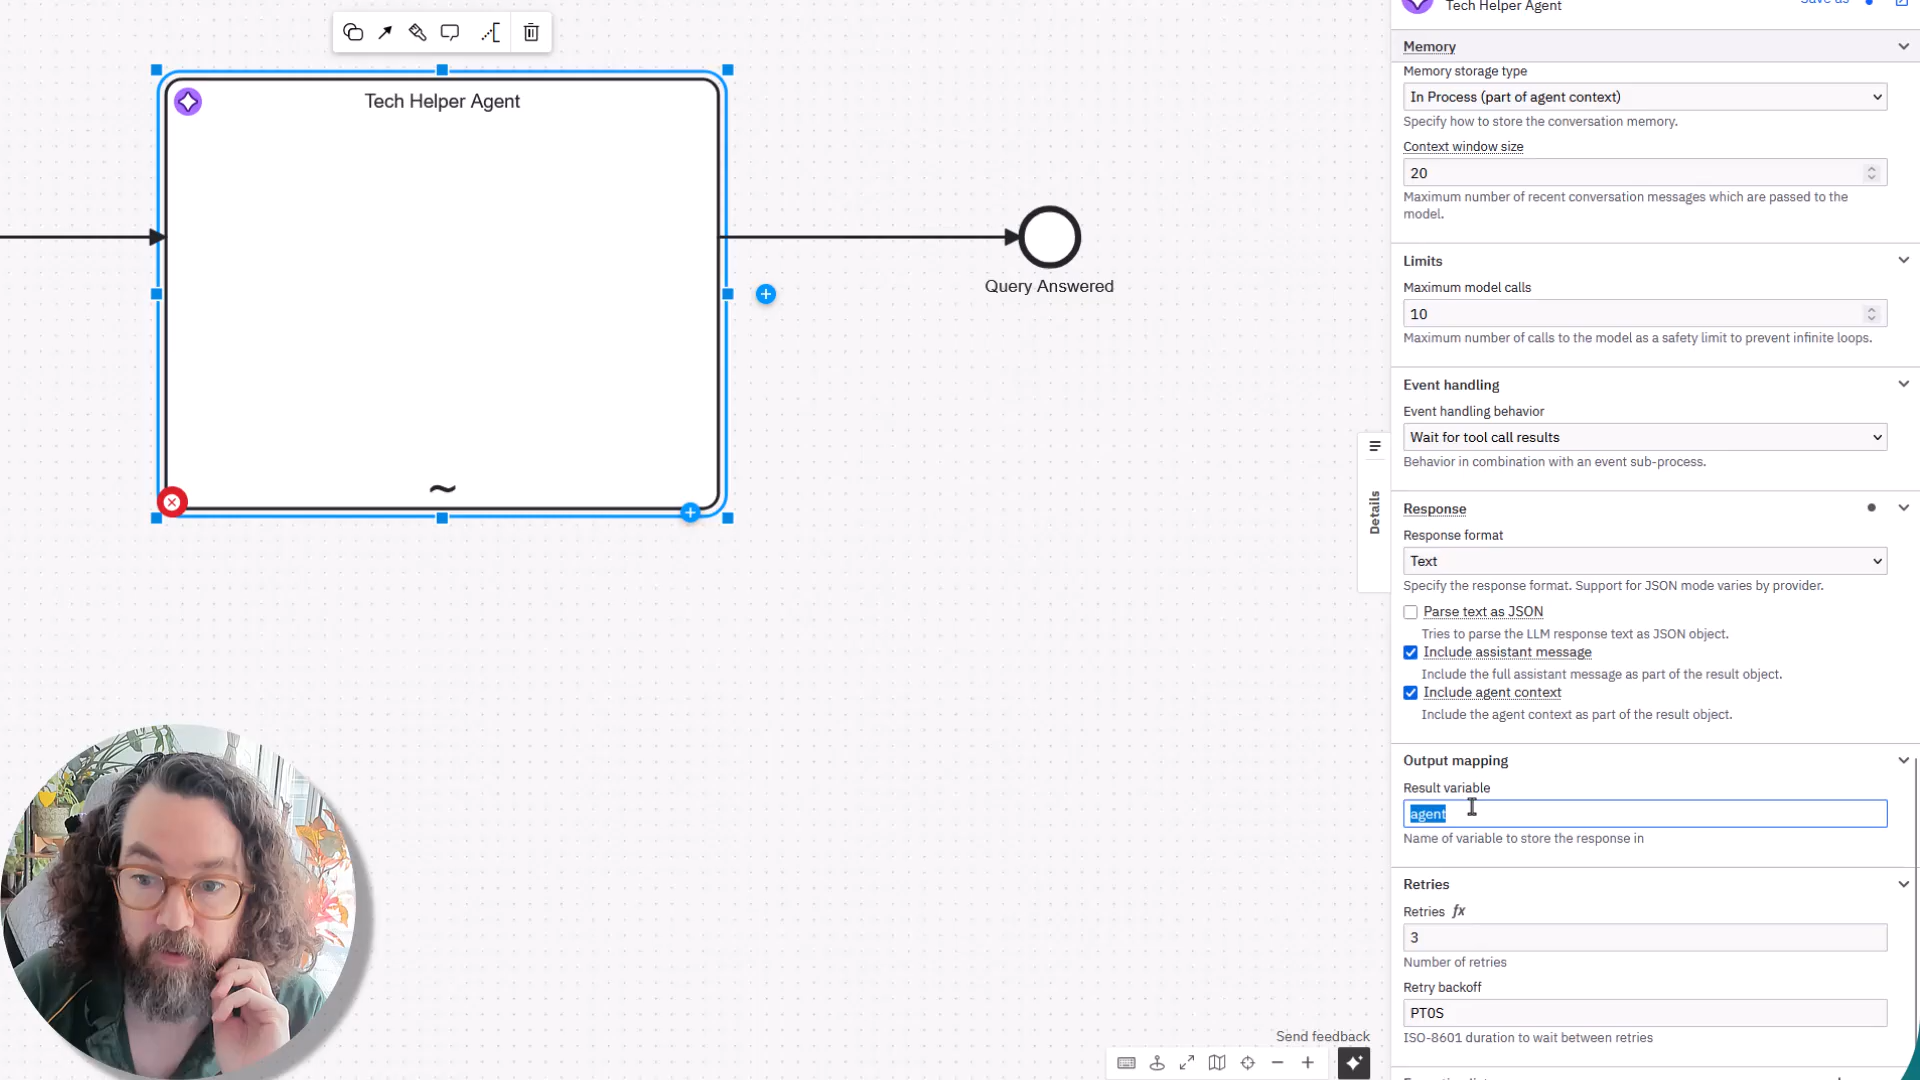 Tech Helper Agent
Query Answered
Details
Send feedback
Tech Helper Agent
Memory
Memory storage type
In Process (part of agent context)
Specify how to store the conversation memory.
Context window size
20
Maximum number of recent conversation messages which are passed to the
model.
Limits
Maximum model calls
10
Maximum number of calls to the model as a safety limit to prevent infinite loops.
Event handling
Event handling behavior
Wait for tool call results
Behavior in combination with an event sub-process.
Response
Response format
Text
Specify the response format. Support for JSON mode varies by provider.
Parse text as JSON
Tries to parse the LLM response text as JSON object.
Include assistant message
Include the full assistant message as part of the result object.
Include agent context
Include the agent context as part of the result object.
Output mapping
Result variable
agent
Name of variable to store the response in
Retries
Retries fx
3
Number of retries
Retry backoff
PT0S
ISO-8601 duration to wait between retries